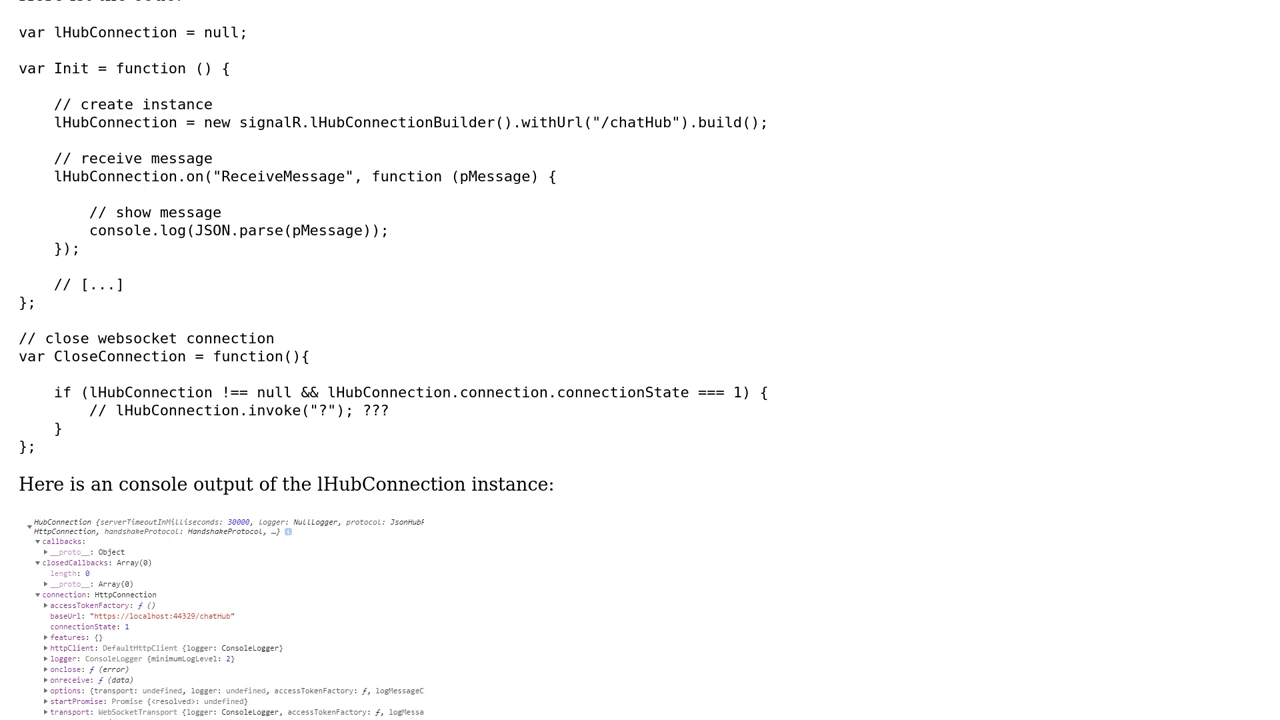 var lHubConnection = null;
var Init = function () {
// create instance
lHubConnection = new signalR.lHubConnectionBuilder().withUrl("/chatHub").build();
// receive message
lHubConnection.on("ReceiveMessage", function (pMessage) {
// show message
console.log(JSON.parse(pMessage));
});
// [...]
};
// close websocket connection
var CloseConnection = function(){
if (lHubConnection !== null && lHubConnection.connection.connectionState === 1) {
// lHubConnection.invoke("?"); ???
}
};
Here is an console output of the lHubConnection instance:
HubConnection {serverTimeoutInMilliseconds: 30000, logger: NullLogger, protocol:
HttpConnection, handshakeProtocol: HandshakeProtocol, …}
callbacks:
__proto__: Object
closedCallbacks: Array(0)
length: 0
__proto__: Array(0)
connection: HttpConnection
accessTokenFactory: ƒ ()
baseUrl: "https://localhost:44329/chatHub"
connectionState: 1
features: {}
httpClient: DefaultHttpClient {logger: ConsoleLogger}
logger: ConsoleLogger {minimumLogLevel: 2}
onclose: ƒ (error)
onreceive: ƒ (data)
options: {transport: undefined, logger: undefined, accessTokenFactory: ƒ, logMessageC
startPromise: Promise {<resolved>: undefined}
transport: WebSocketTransport {logger: ConsoleLogger, accessTokenFactory: ƒ, logMessa